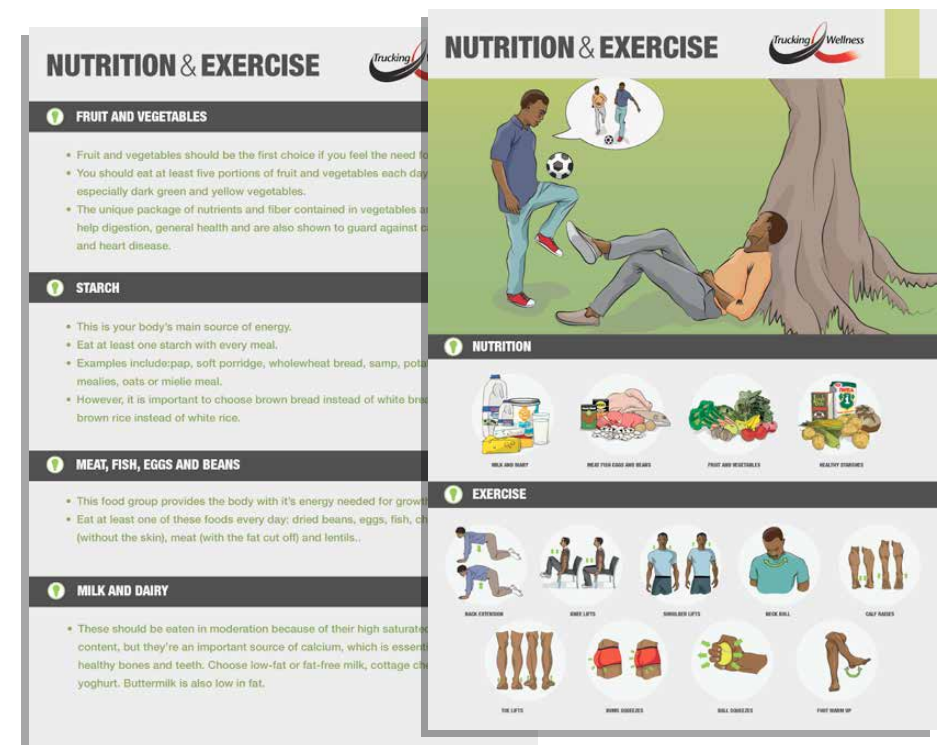 NUTRITION & EXERCISE
Trucking
FRUIT AND VEGETABLES
• Fruit and vegetables should be the first choice if you feel the need
• You should eat at least five portions of fruit and vegetables each day
especially dark green and yellow vegetables.
• The unique package of nutrients and fiber contained in vegetables
help digestion, general health and are also shown to guard against
and heart disease.
STARCH
• This is your body's main source of energy.
• Eat at least one starch with every meal.
• Examples include:pap, soft porridge, wholewheat bread, samp,
mealies, oats or mielie meal.
• However, it is important to choose brown bread instead of white
brown rice instead of white rice.
MEAT, FISH, EGGS AND BEANS
• This food group provides the body with it's energy needed for
• Eat at least one of these foods every day: dried beans, eggs, fish,
(without the skin), meat (with the fat cut off) and lentils..
MILK AND DAIRY
• These should be eaten in moderation because of their high
content, but they're an important source of calcium, which is
healthy bones and teeth. Choose low-fat or fat-free milk, cottage
yoghurt. Buttermilk is also low in fat.
NUTRITION & EXERCISE
Trucking Wellness
NUTRITION
MILK AND DAIRY
MEAT FISH EGGS AND BEANS
FRUIT AND VEGETABLES
HEALTHY STARCHES
EXERCISE
BACK EXTENSION
KNEE LIFTS
SHOULDER LIFTS
NECK ROLL
CALF RAISES
TOE LIFTS
BUMS SQUEEZES
BALL SQUEEZES
FOOT WARM UP